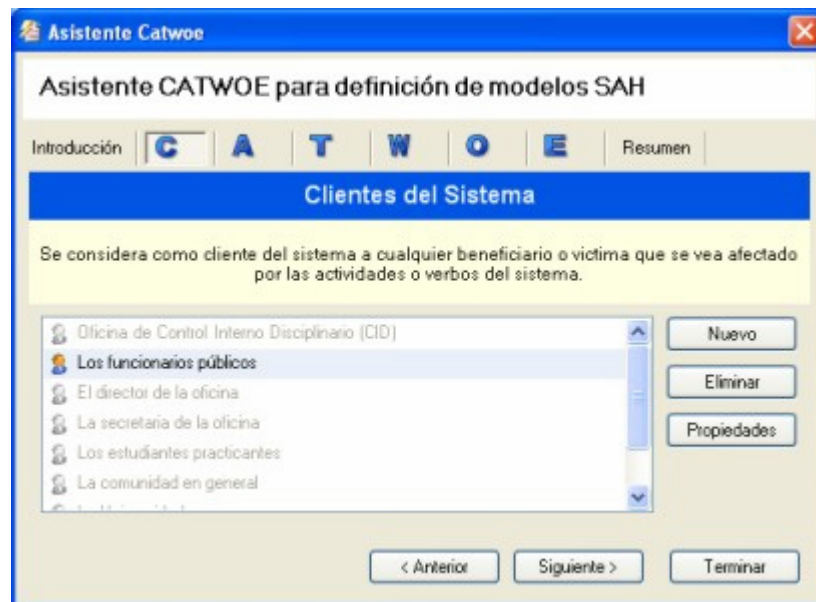 Asistente Catwoe
Asistente CATWOE para definición de modelos SAH
Introducción C A T W O E Resumen
Clientes del Sistema
Se considera como cliente del sistema a cualquier beneficiario o victima que se vea afectado
por las actividades o verbos del sistema.
Oficina de Control Interno Disciplinario (CID)
Los funcionarios públicos
El director de la oficina
La secretaria de la oficina
Los estudiantes practicantes
La comunidad en general
Nuevo
Eliminar
Propiedades
< Anterior Siguiente > Terminar